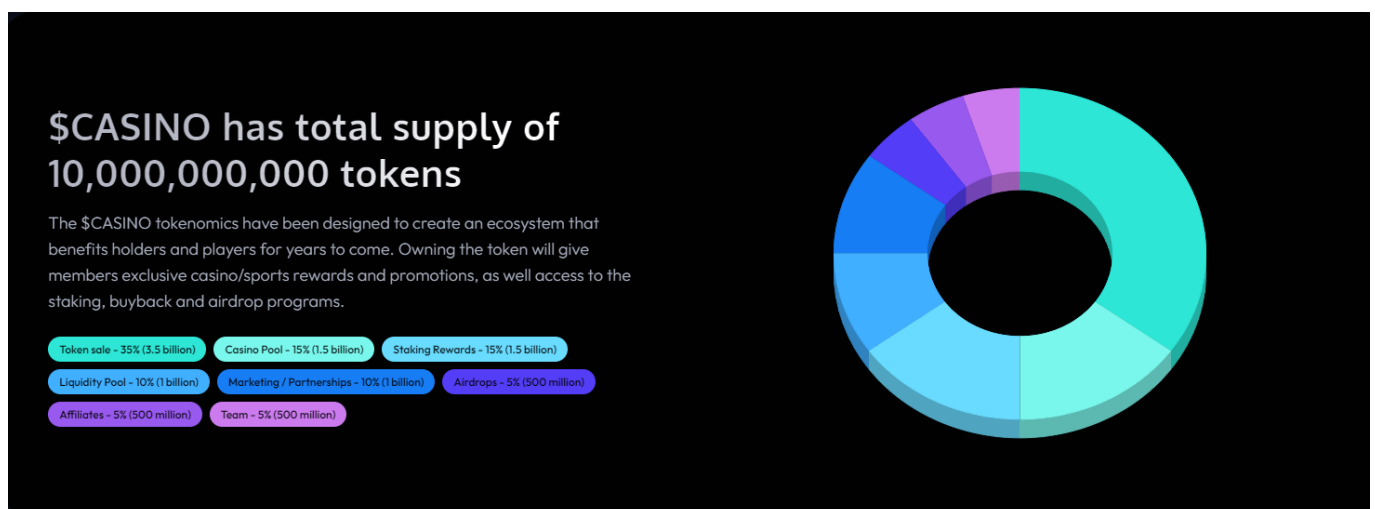 $CASINO has total supply of
10,000,000,000 tokens
The $CASINO tokenomics have been designed to create an ecosystem that
benefits holders and players for years to come. Owning the token will give
members exclusive casino/sports rewards and promotions, as well access to the
staking, buyback and airdrop programs.
Token sale - 35% (3.5 billion) Casino Pool - 15% (1.5 billion) Staking Rewards - 15% (1.5 billion)
Liquidity Pool - 10% (1 billion) Marketing / Partnerships - 10% (1 billion) Airdrops - 5% (500 million)
Affiliates - 5% (500 million) Team - 5% (500 million)